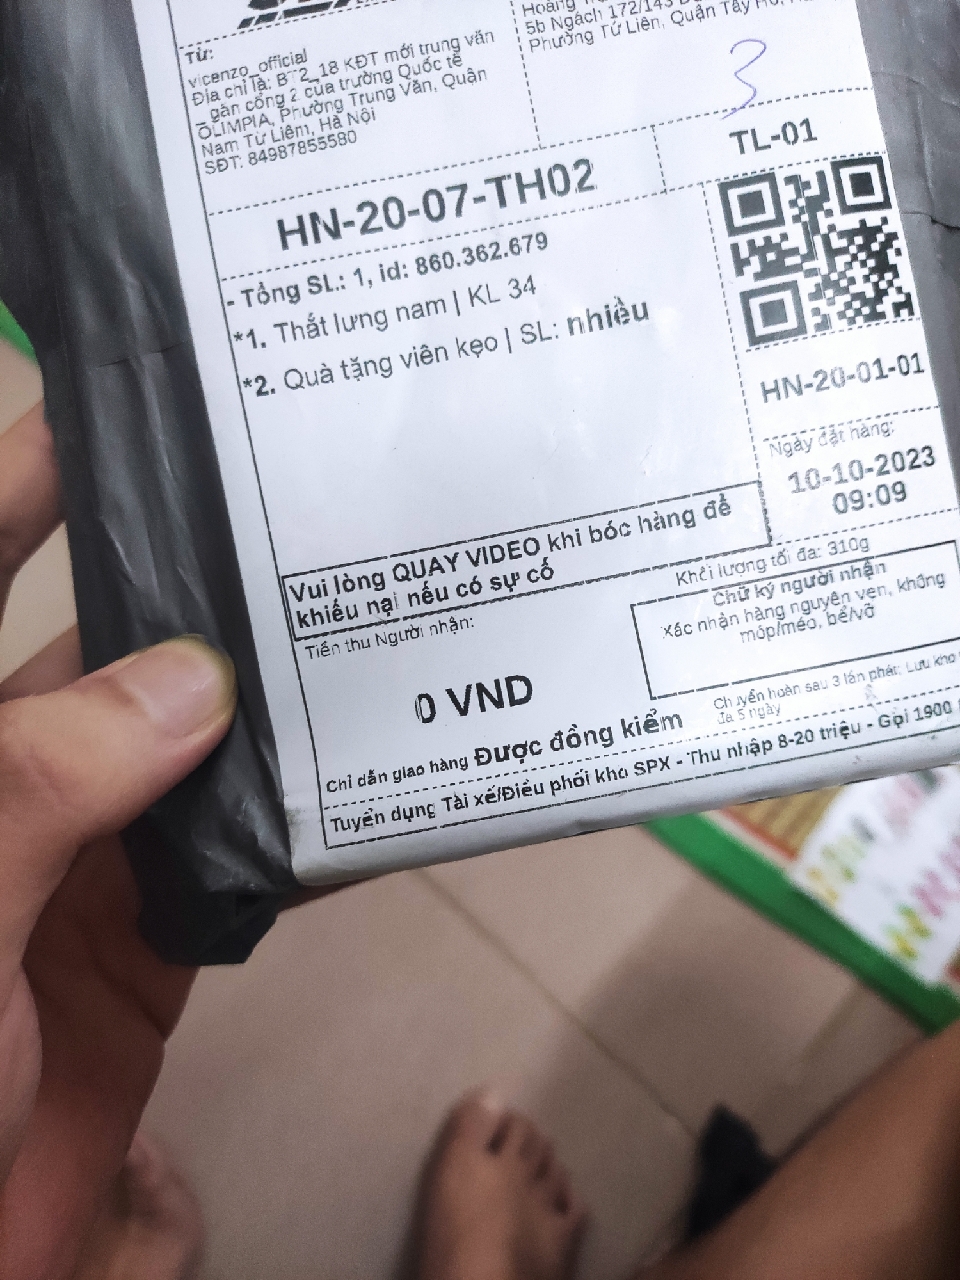 Từ:
vicenzo_official
Địa chỉ Tà: BT2_18 KĐT mới trung văn
_ gần cổng 2 của trường Quốc tế
OLIMPIA, Phường Trung Văn, Quận
Nam Từ Liêm, Hà Nội
SĐT: 84987855580
Hoàng
5b Ngách 172/143
Phường Tứ Liên, Quận Tây
3
HN-20-07-TH02
TL-01
- Tổng SL: 1, id: 860.362.679
*1. Thắt lưng nam | KL 34
*2. Quà tặng viên kẹo | SL: nhiều
HN-20-01-01
Ngày đặt hàng:
10-10-2023
09:09
Vui lòng QUAY VIDEO khi bóc hàng để
khiếu nại nếu có sự cố
Khối lượng tối đa: 310g
Tiền thu Người nhận:
0 VND
Chữ ký người nhận
Xác nhận hàng nguyên vẹn, không
móp/méo, bể/vỡ
Chuyển hoàn sau 3 lần phát; Lưu kho
đa 5 ngày
Chỉ dẫn giao hàng Được đồng kiểm
Tuyển dụng Tài xế/Điều phối kho SPX - Thu nhập 8-20 triệu - Gọi 1900